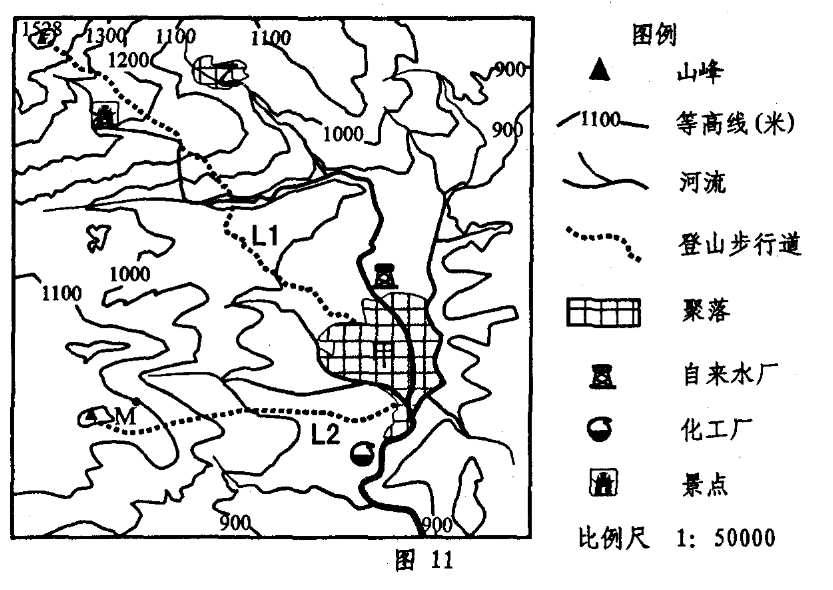 1528
1300
1100
1100
1200
900
1000
900
L1
1000
1100
甲
M
L2
900
900
图 11
图例
山峰
1100
等高线(米)
河流
登山步行道
聚落
自来水厂
化工厂
景点
比例尺 1: 50000